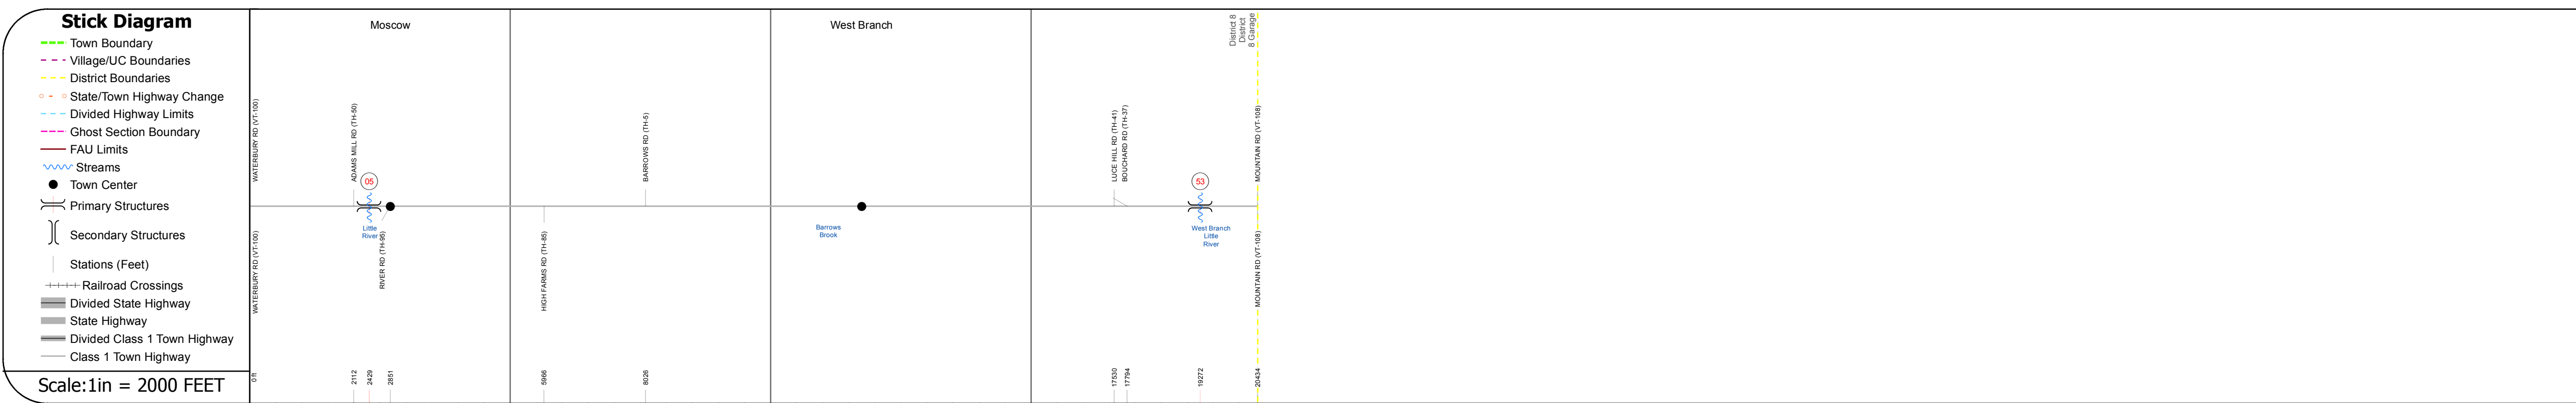 Stick Diagram
Town Boundary
Village/UC Boundaries
District Boundaries
State/Town Highway Change
Divided Highway Limits
Ghost Section Boundary
FAU Limits
Streams
Town Center
Primary Structures
Secondary Structures
Stations (Feet)
Railroad Crossings
Divided State Highway
State Highway
Divided Class 1 Town Highway
Class 1 Town Highway
Scale:1in = 2000 FEET
Moscow
West Branch
District 8
District
8 Garage
WATERBURY RD (VT-100)
ADAMS MILL RD (TH-50)
BARROWS RD (TH-5)
LUCE HILL RD (TH-41)
BOUCHARD RD (TH-37)
MOUNTAIN RD (VT-108)
05
53
Little
River
Barrows
Brook
West Branch
Little
River
WATERBURY RD (VT-100)
RIVER RD (TH-95)
HIGH FARMS RD (TH-85)
MOUNTAIN RD (VT-108)
0 ft
2112
2429
2851
5966
8026
17530
17794
19272
20434